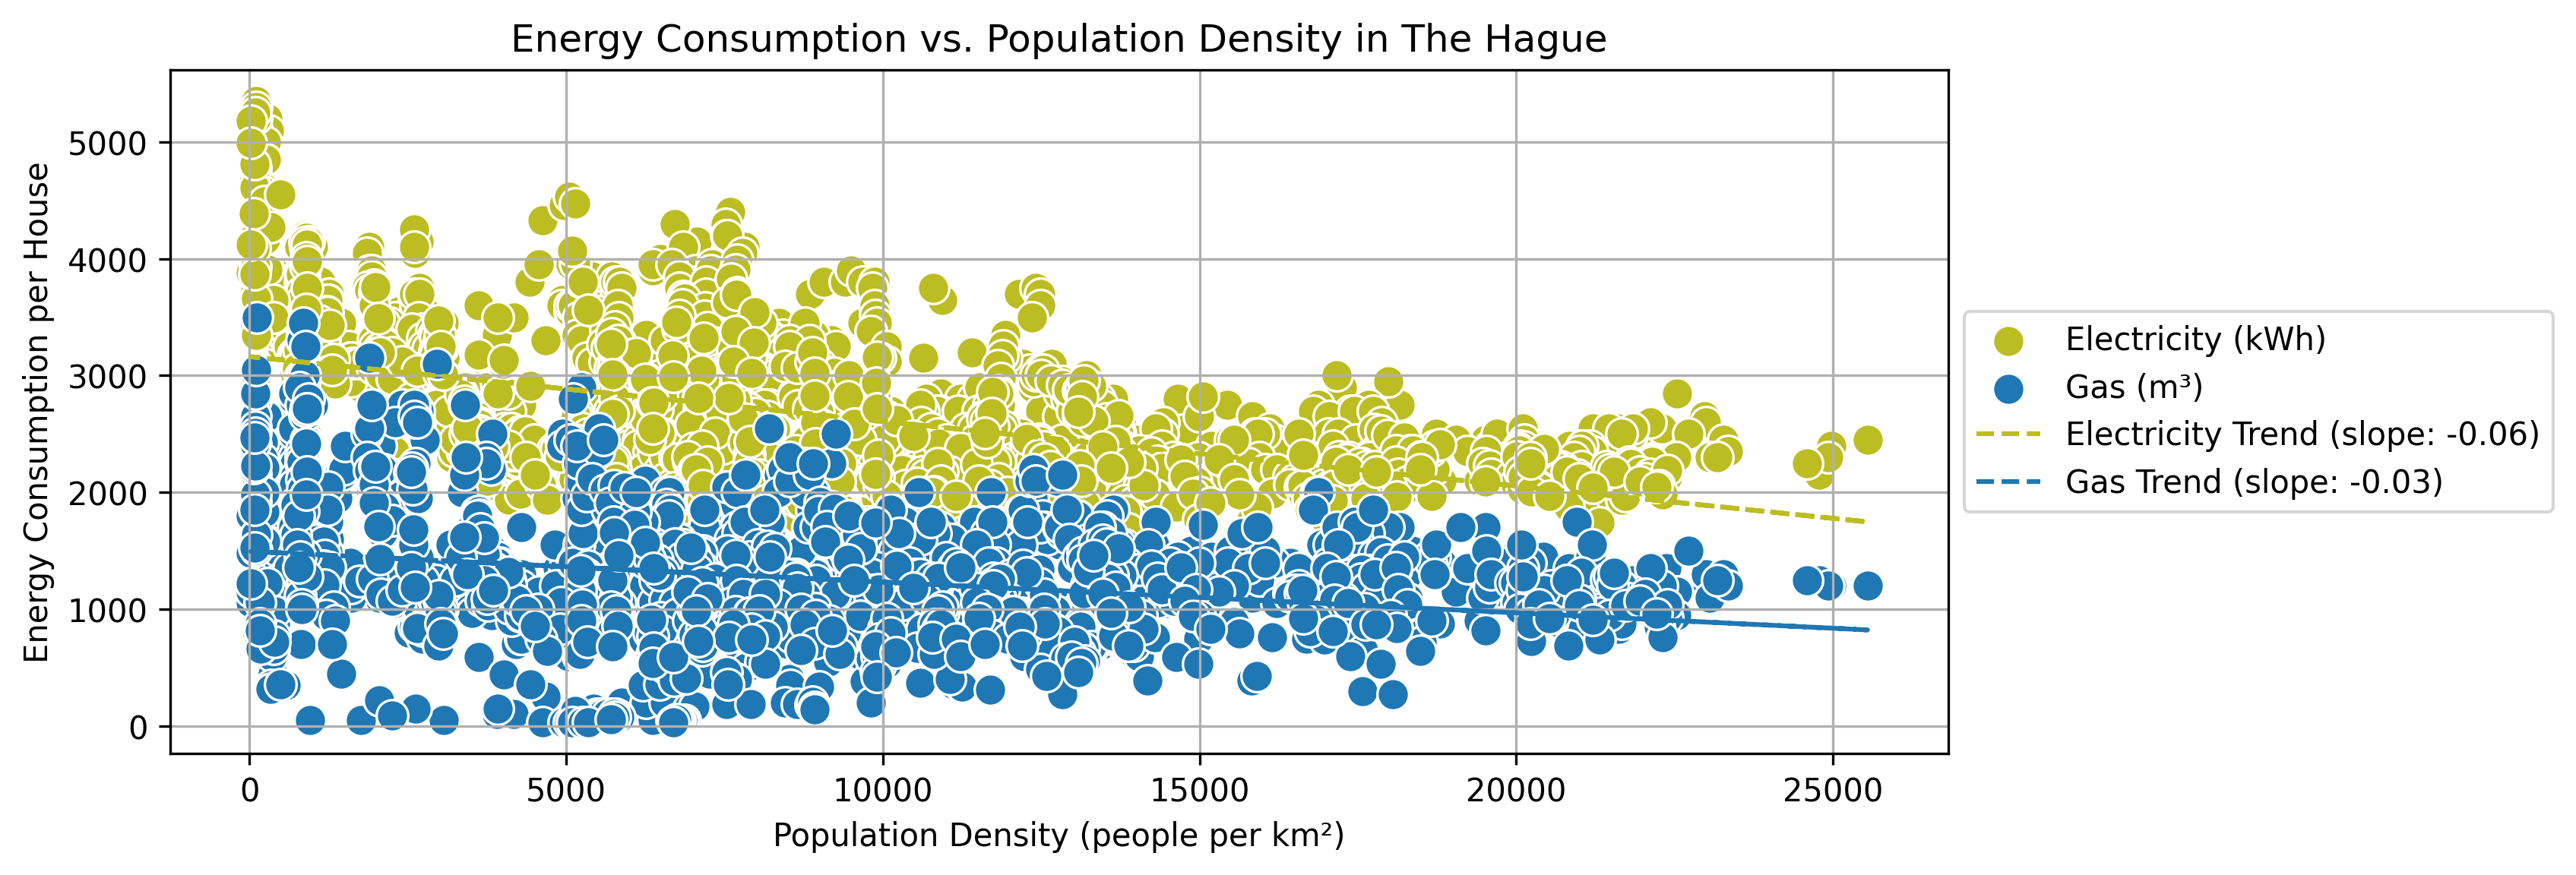 Energy Consumption vs. Population Density in The Hague
Energy Consumption per House
5000
4000
3000
2000
1000
0
0 5000 10000 15000 20000 25000
Population Density (people per km²)
Electricity (kWh)
Gas (m³)
Electricity Trend (slope: -0.06)
Gas Trend (slope: -0.03)